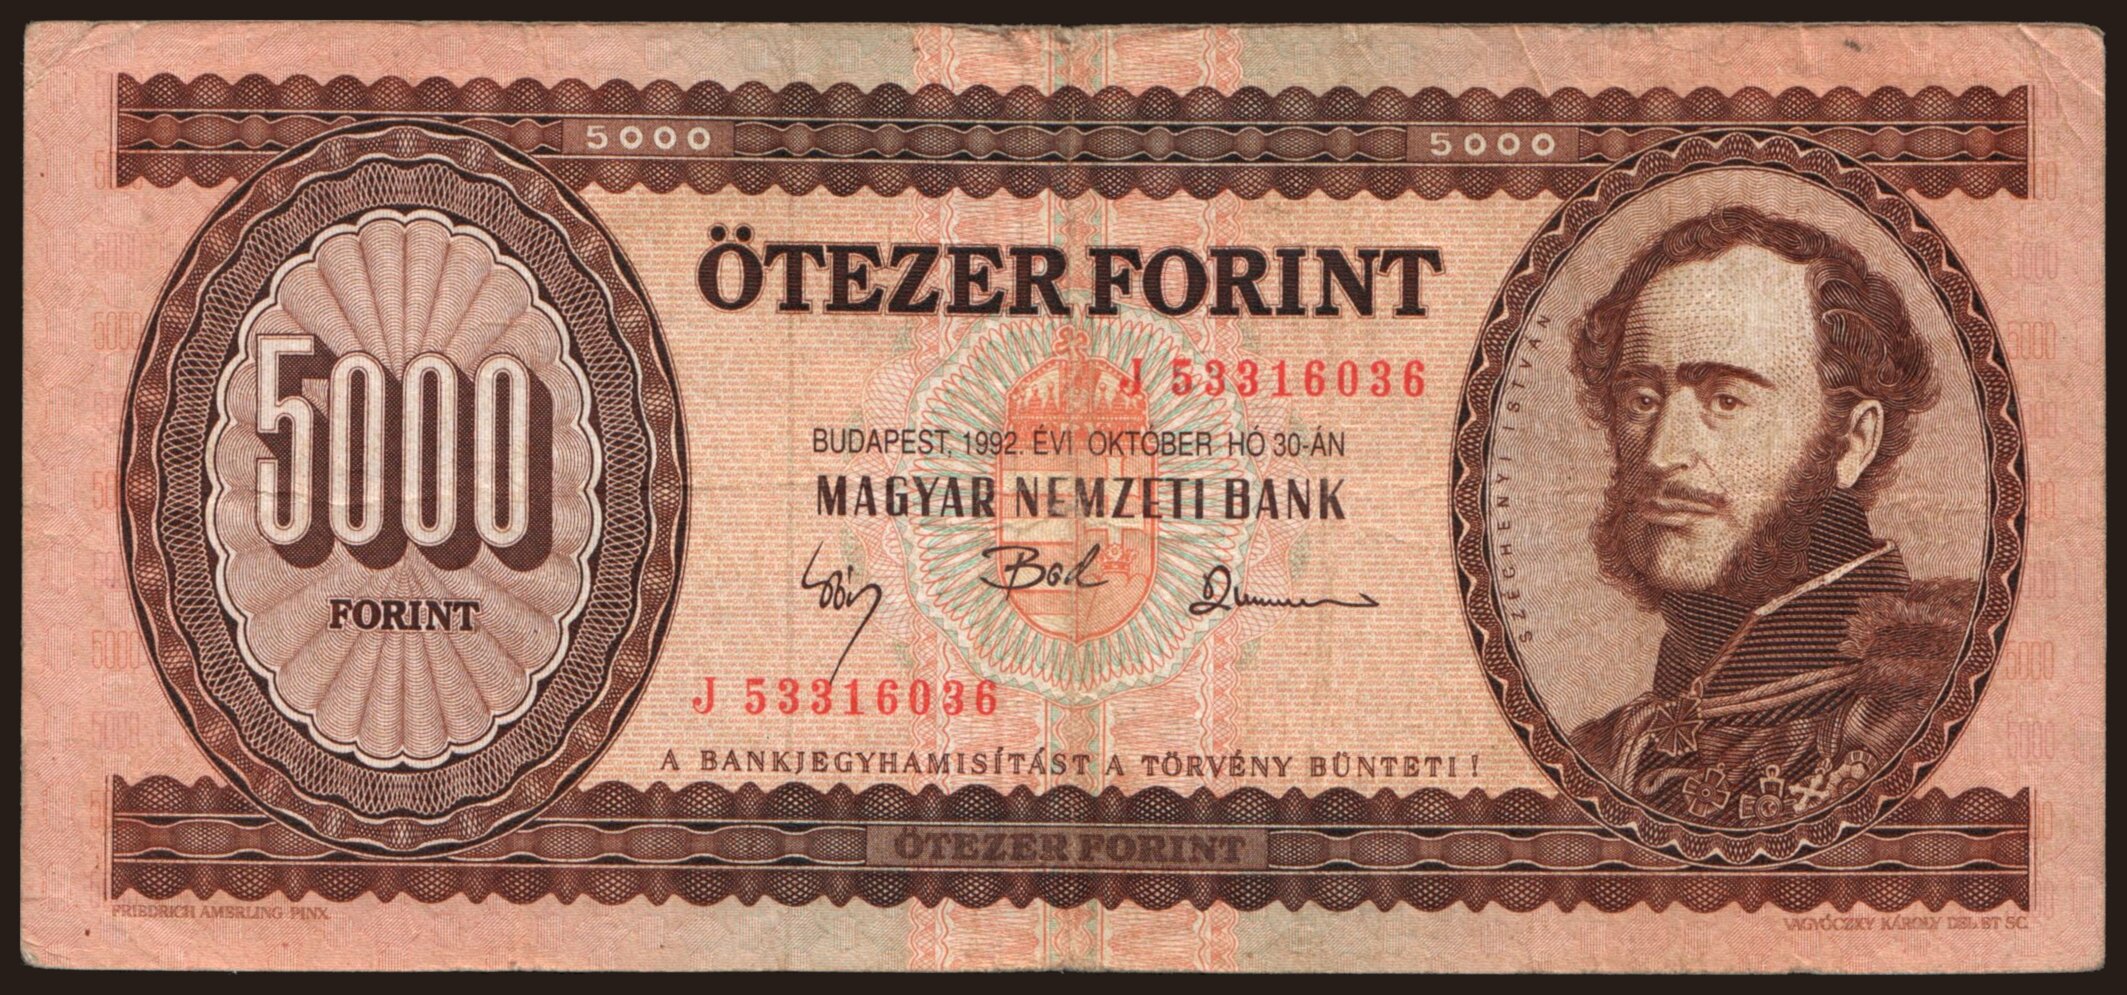 5000 5000
ÖTEZER FORINT
J 53316036
5000
FORINT
BUDAPEST, 1992. ÉVI OKTÓBER HÓ 30-ÁN
MAGYAR NEMZETI BANK
SZÉCHENYI ISTVÁN
J 53316036
A BANKJEGYHAMISÍTÁST A TÖRVÉNY BÜNTETI !
ÖTEZER FORINT
FRIEDRICH AMERLING PINX.
VAGYÓCZKY KÁROLY DEL. ET SC.